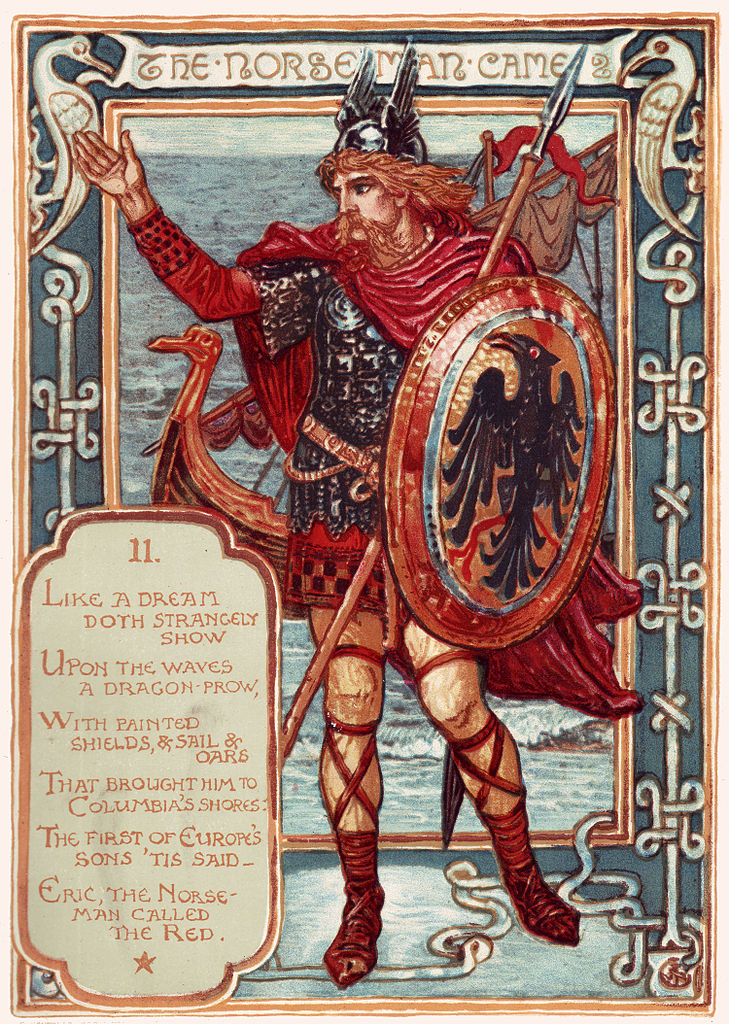 THE·NORSEMAN·CAME
11.
LIKE A DREAM
DOTH STRANGELY
SHOW
UPON THE WAVES
A DRAGON-PROW,
WITH PAINTED
SHIELDS, & SAIL &
OARS
THAT BROUGHT HIM TO
COLUMBIA'S SHORES:
THE FIRST OF EUROPE'S
SONS 'TIS SAID—
ERIC, THE NORSE-
MAN CALLED
THE RED.